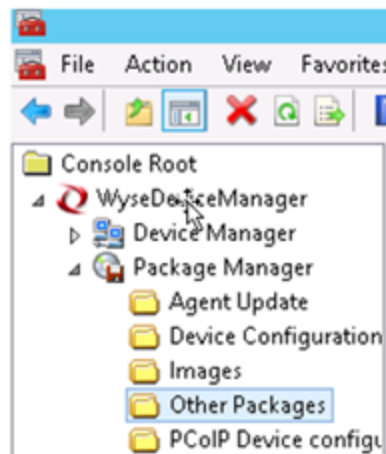 File Action View Favorites
Console Root
WyseDeviceManager
Device Manager
Package Manager
Agent Update
Device Configuration
Images
Other Packages
PCoIP Device configu